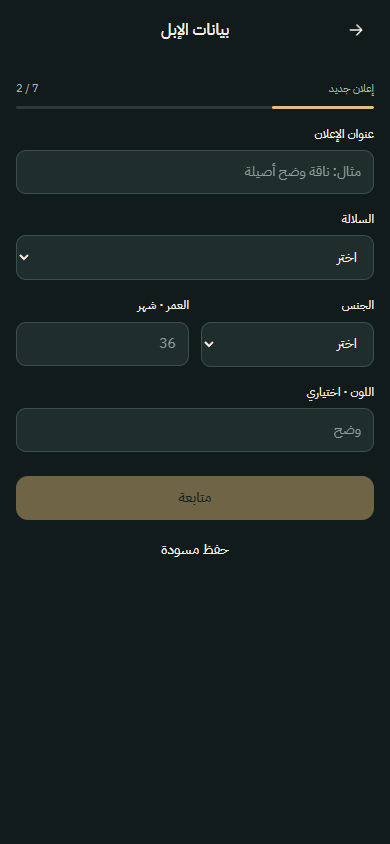 بيانات الإبل
إعلان جديد
2 / 7
عنوان الإعلان
مثال: ناقة وضح أصيلة
السلالة
اختر
الجنس
العمر · شهر
اختر
36
اللون · اختياري
وضح
متابعة
حفظ مسودة